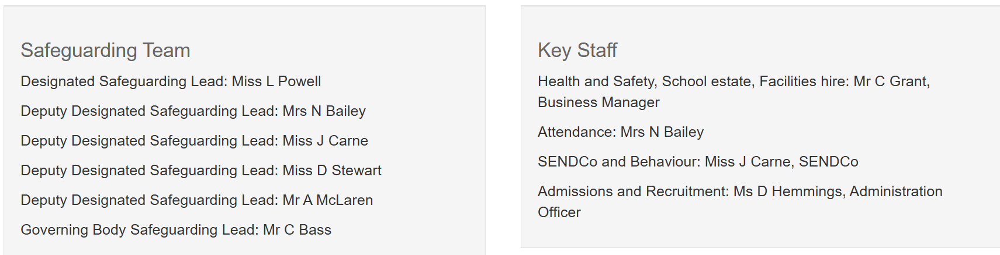 Safeguarding Team
Designated Safeguarding Lead: Miss L Powell
Deputy Designated Safeguarding Lead: Mrs N Bailey
Deputy Designated Safeguarding Lead: Miss J Carne
Deputy Designated Safeguarding Lead: Miss D Stewart
Deputy Designated Safeguarding Lead: Mr A McLaren
Governing Body Safeguarding Lead: Mr C Bass
Key Staff
Health and Safety, School estate, Facilities hire: Mr C Grant,
Business Manager
Attendance: Mrs N Bailey
SENDCo and Behaviour: Miss J Carne, SENDCo
Admissions and Recruitment: Ms D Hemmings, Administration
Officer